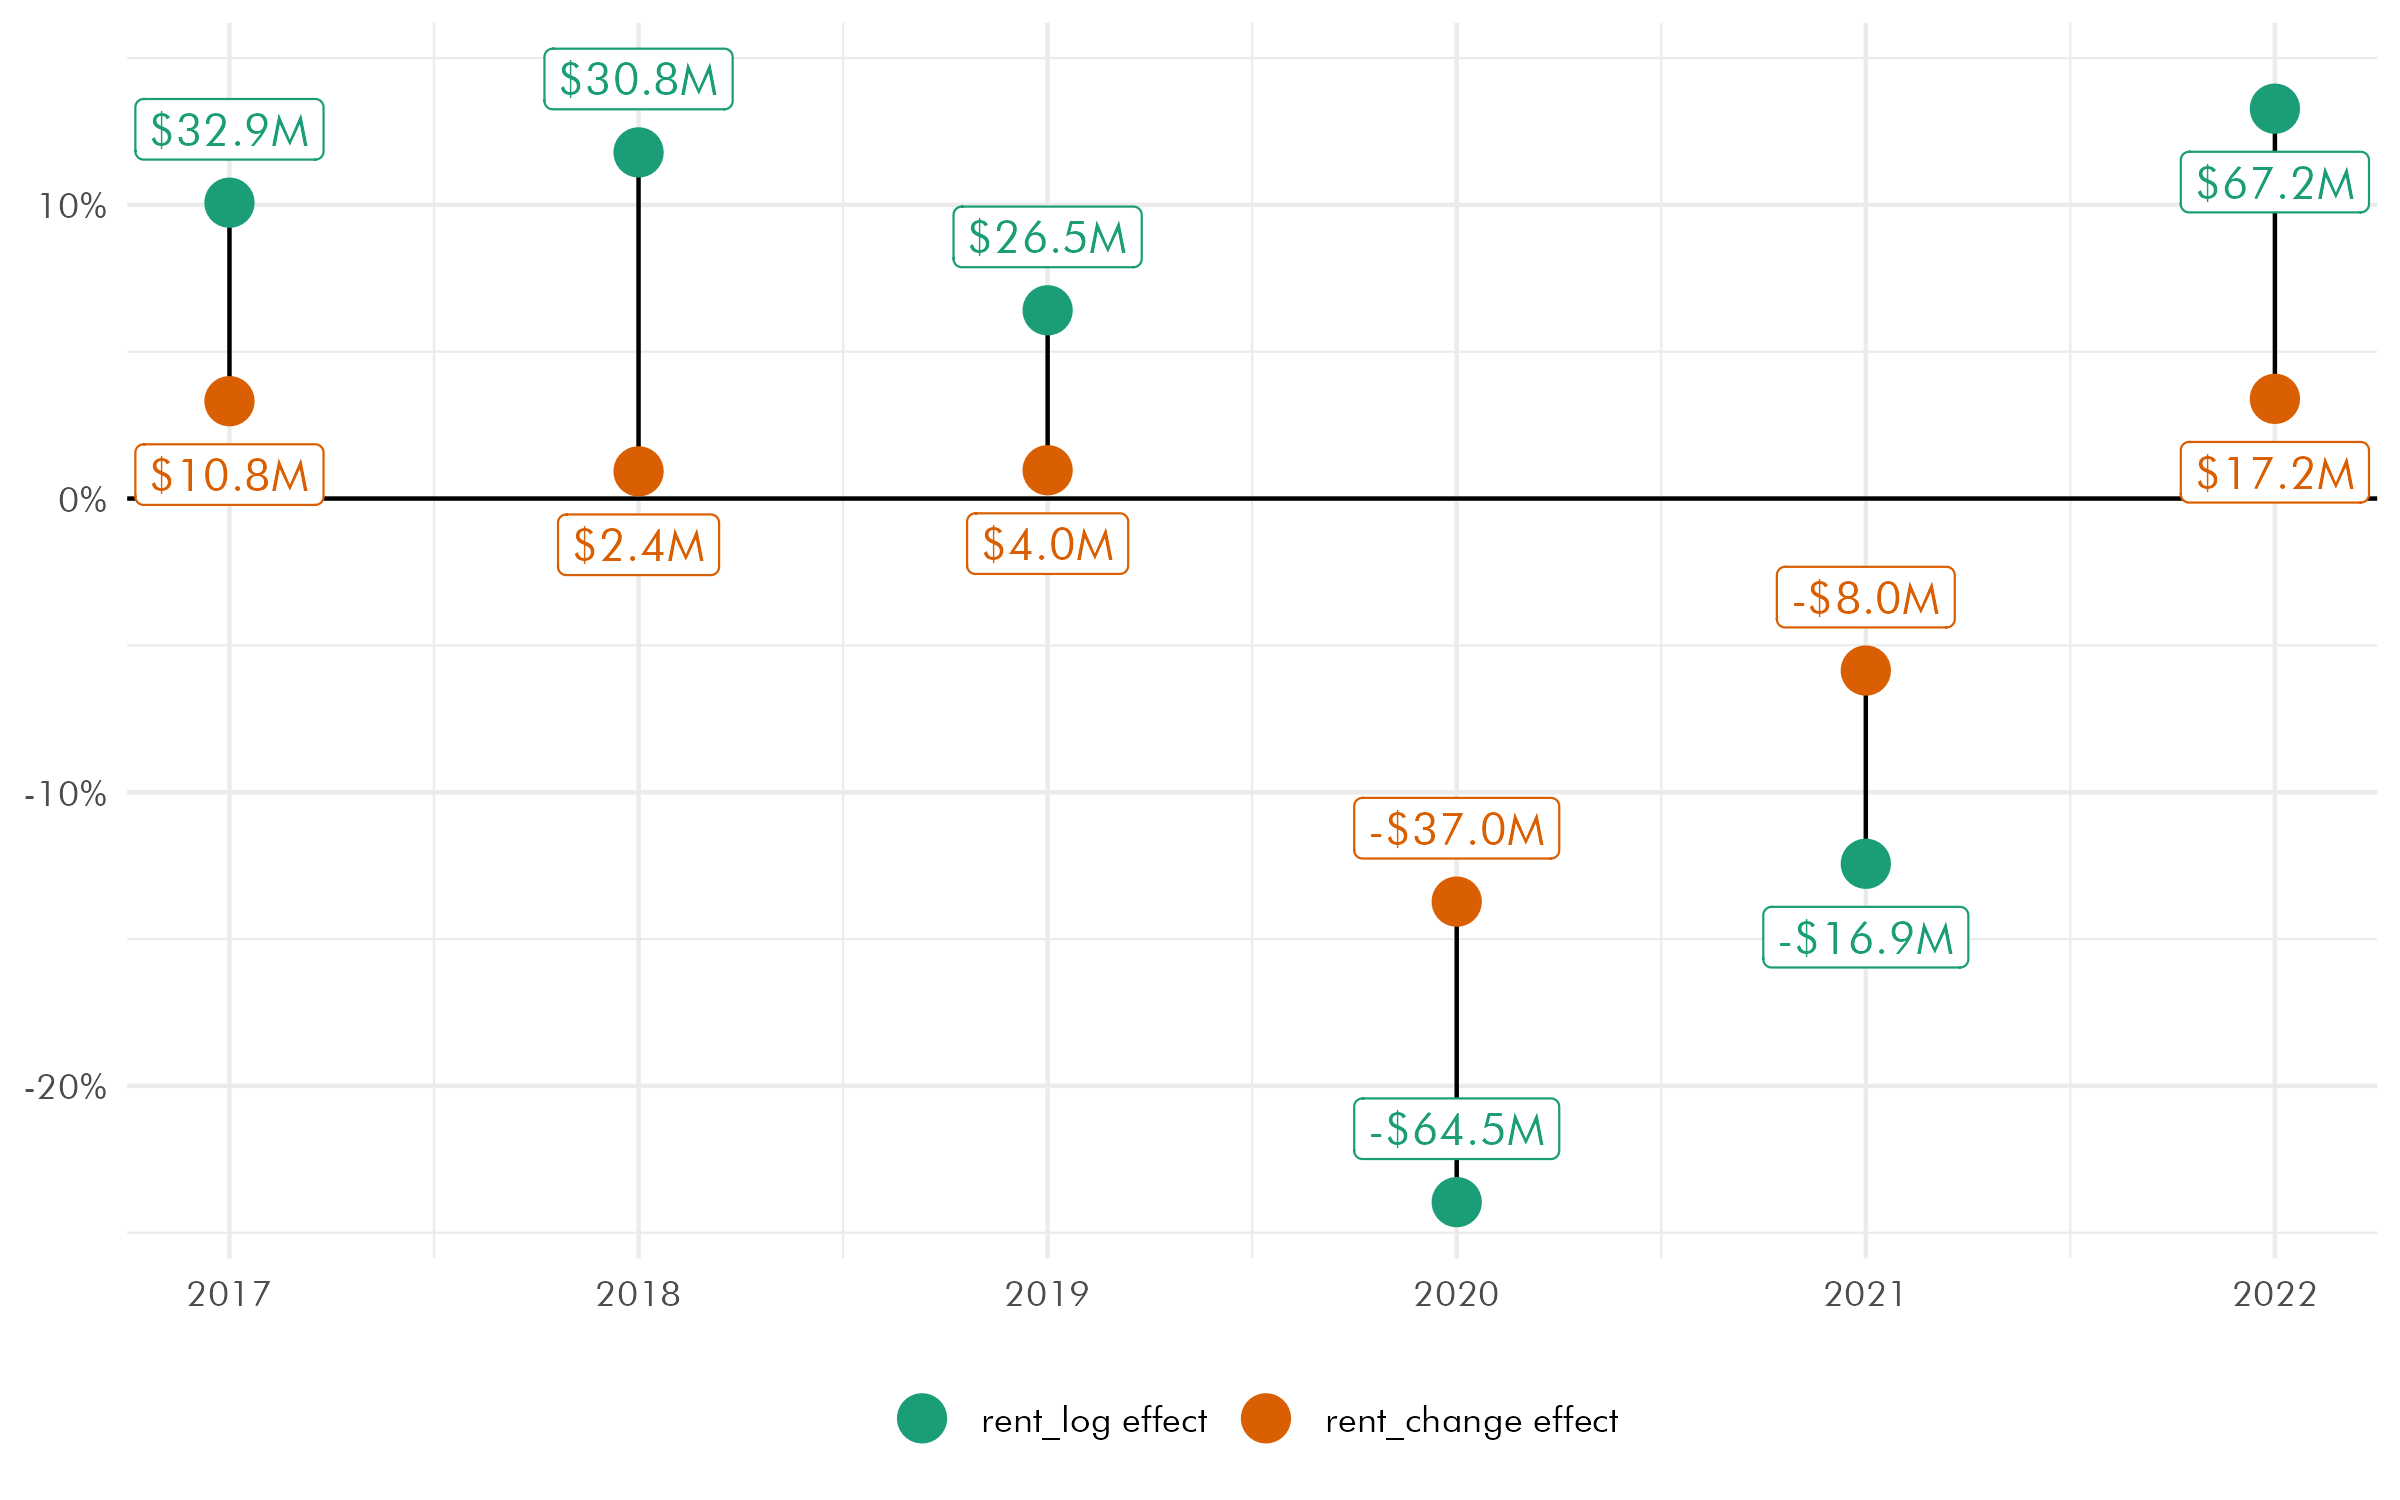 $30.8M
$32.9M
$67.2M
10%
$26.5M
$10.8M
$17.2M
0%
$2.4M
$4.0M
-$8.0M
-10%
-$37.0M
-$16.9M
-20%
-$64.5M
2017 2018 2019 2020 2021 2022
rent_log effect rent_change effect